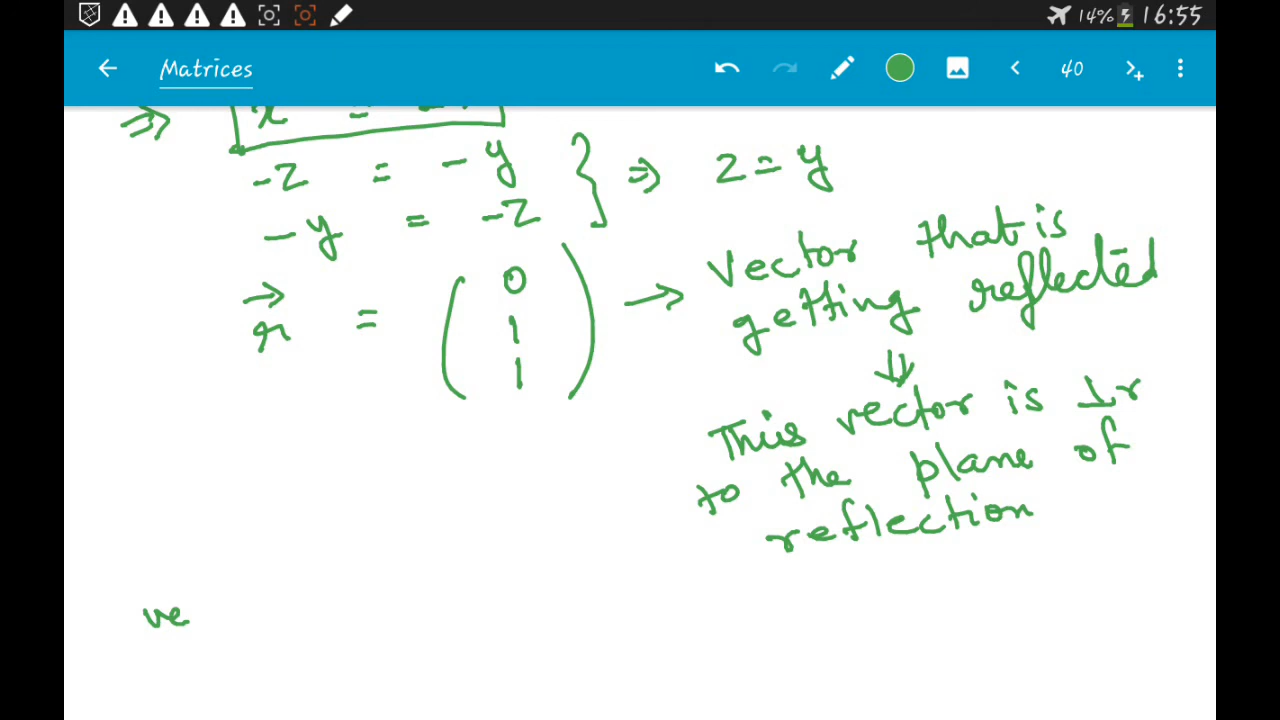 14% 16:55
Matrices
40
⇒
-z = -y } ⇒ z = y
-y = -z
r = ( 0 1 1 ) → Vector that is
getting reflected
⇓
This vector is ⊥r
to the plane of
reflection
ve